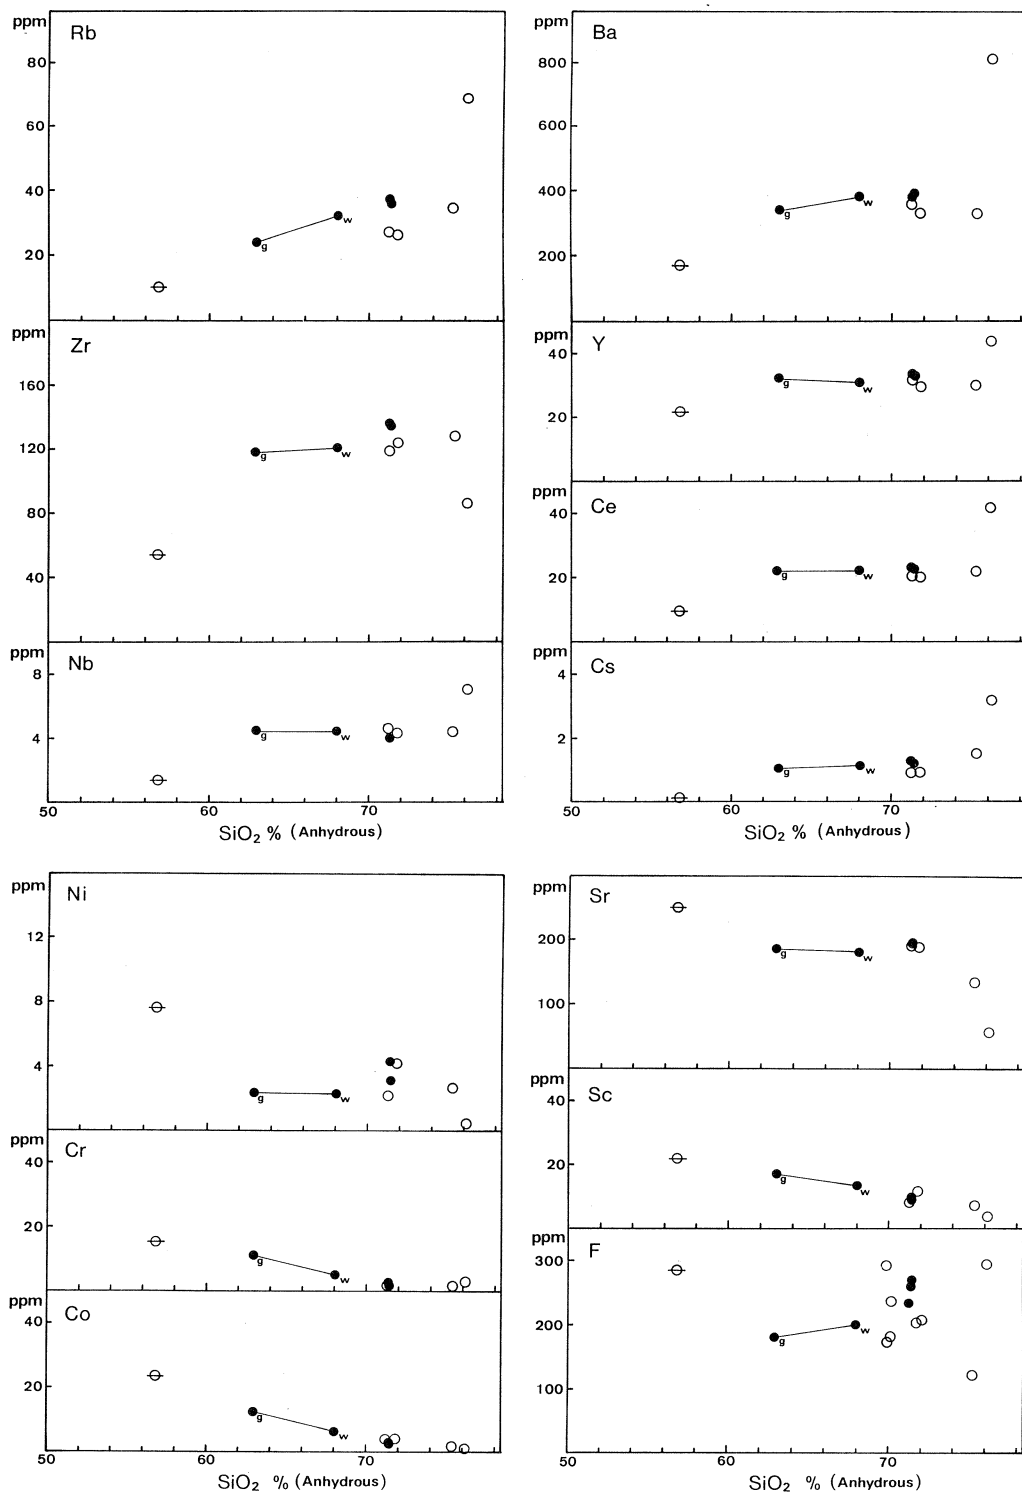 ppm
Rb
80
60
40
20
g
w
ppm
Zr
160
120
80
40
g
w
ppm
Nb
8
4
g
w
50 60 70
SiO2 % (Anhydrous)
ppm
Ba
800
600
400
200
g
w
ppm
Y
40
20
g
w
ppm
Ce
40
20
g
w
ppm
Cs
4
2
g
w
50 60 70
SiO2 % (Anhydrous)
ppm
Ni
12
8
4
g
w
ppm
Cr
40
20
g
w
ppm
Co
40
20
g
w
50 60 70
SiO2 % (Anhydrous)
ppm
Sr
200
100
g
w
ppm
Sc
40
20
g
w
ppm
F
300
200
100
g
w
50 60 70
SiO2 % (Anhydrous)